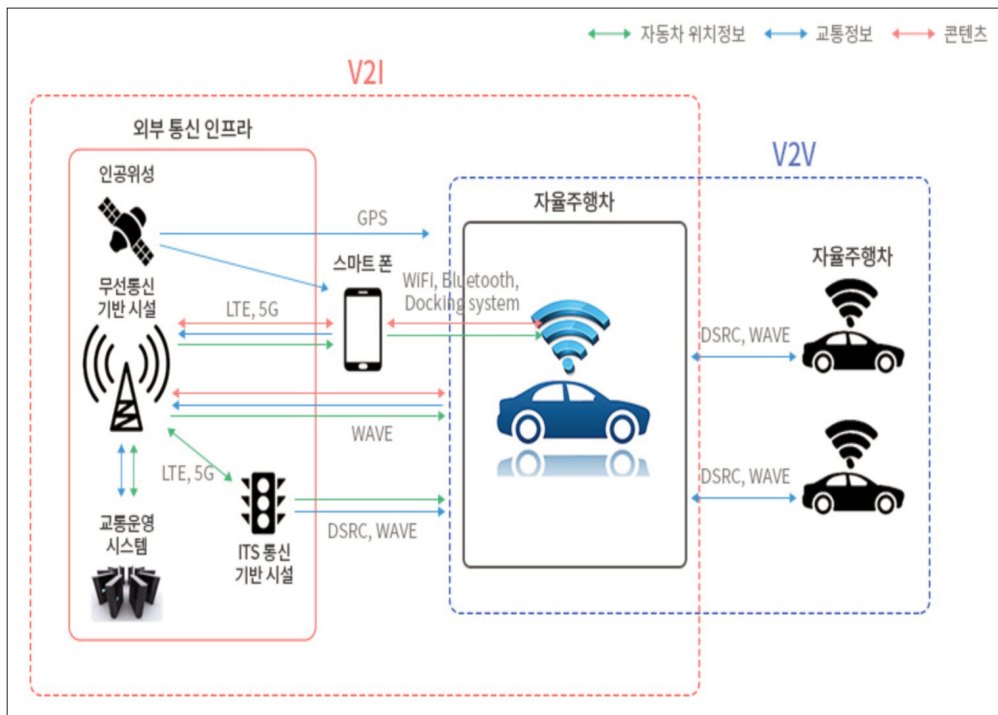 자동차 위치정보 교통정보 콘텐츠
V2I
외부 통신 인프라
V2V
인공위성
자율주행차
GPS
스마트 폰
자율주행차
WiFI, Bluetooth,
Docking system
무선통신
기반 시설
LTE, 5G
DSRC, WAVE
WAVE
LTE, 5G
DSRC, WAVE
교통운영
시스템
DSRC, WAVE
ITS 통신
기반 시설